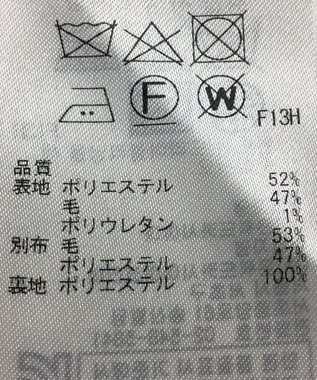 F
W
F13H
品質
表地 ポリエステル 52%
毛 47%
ポリウレタン 1%
別布 毛 53%
ポリエステル 47%
裏地 ポリエステル 100%